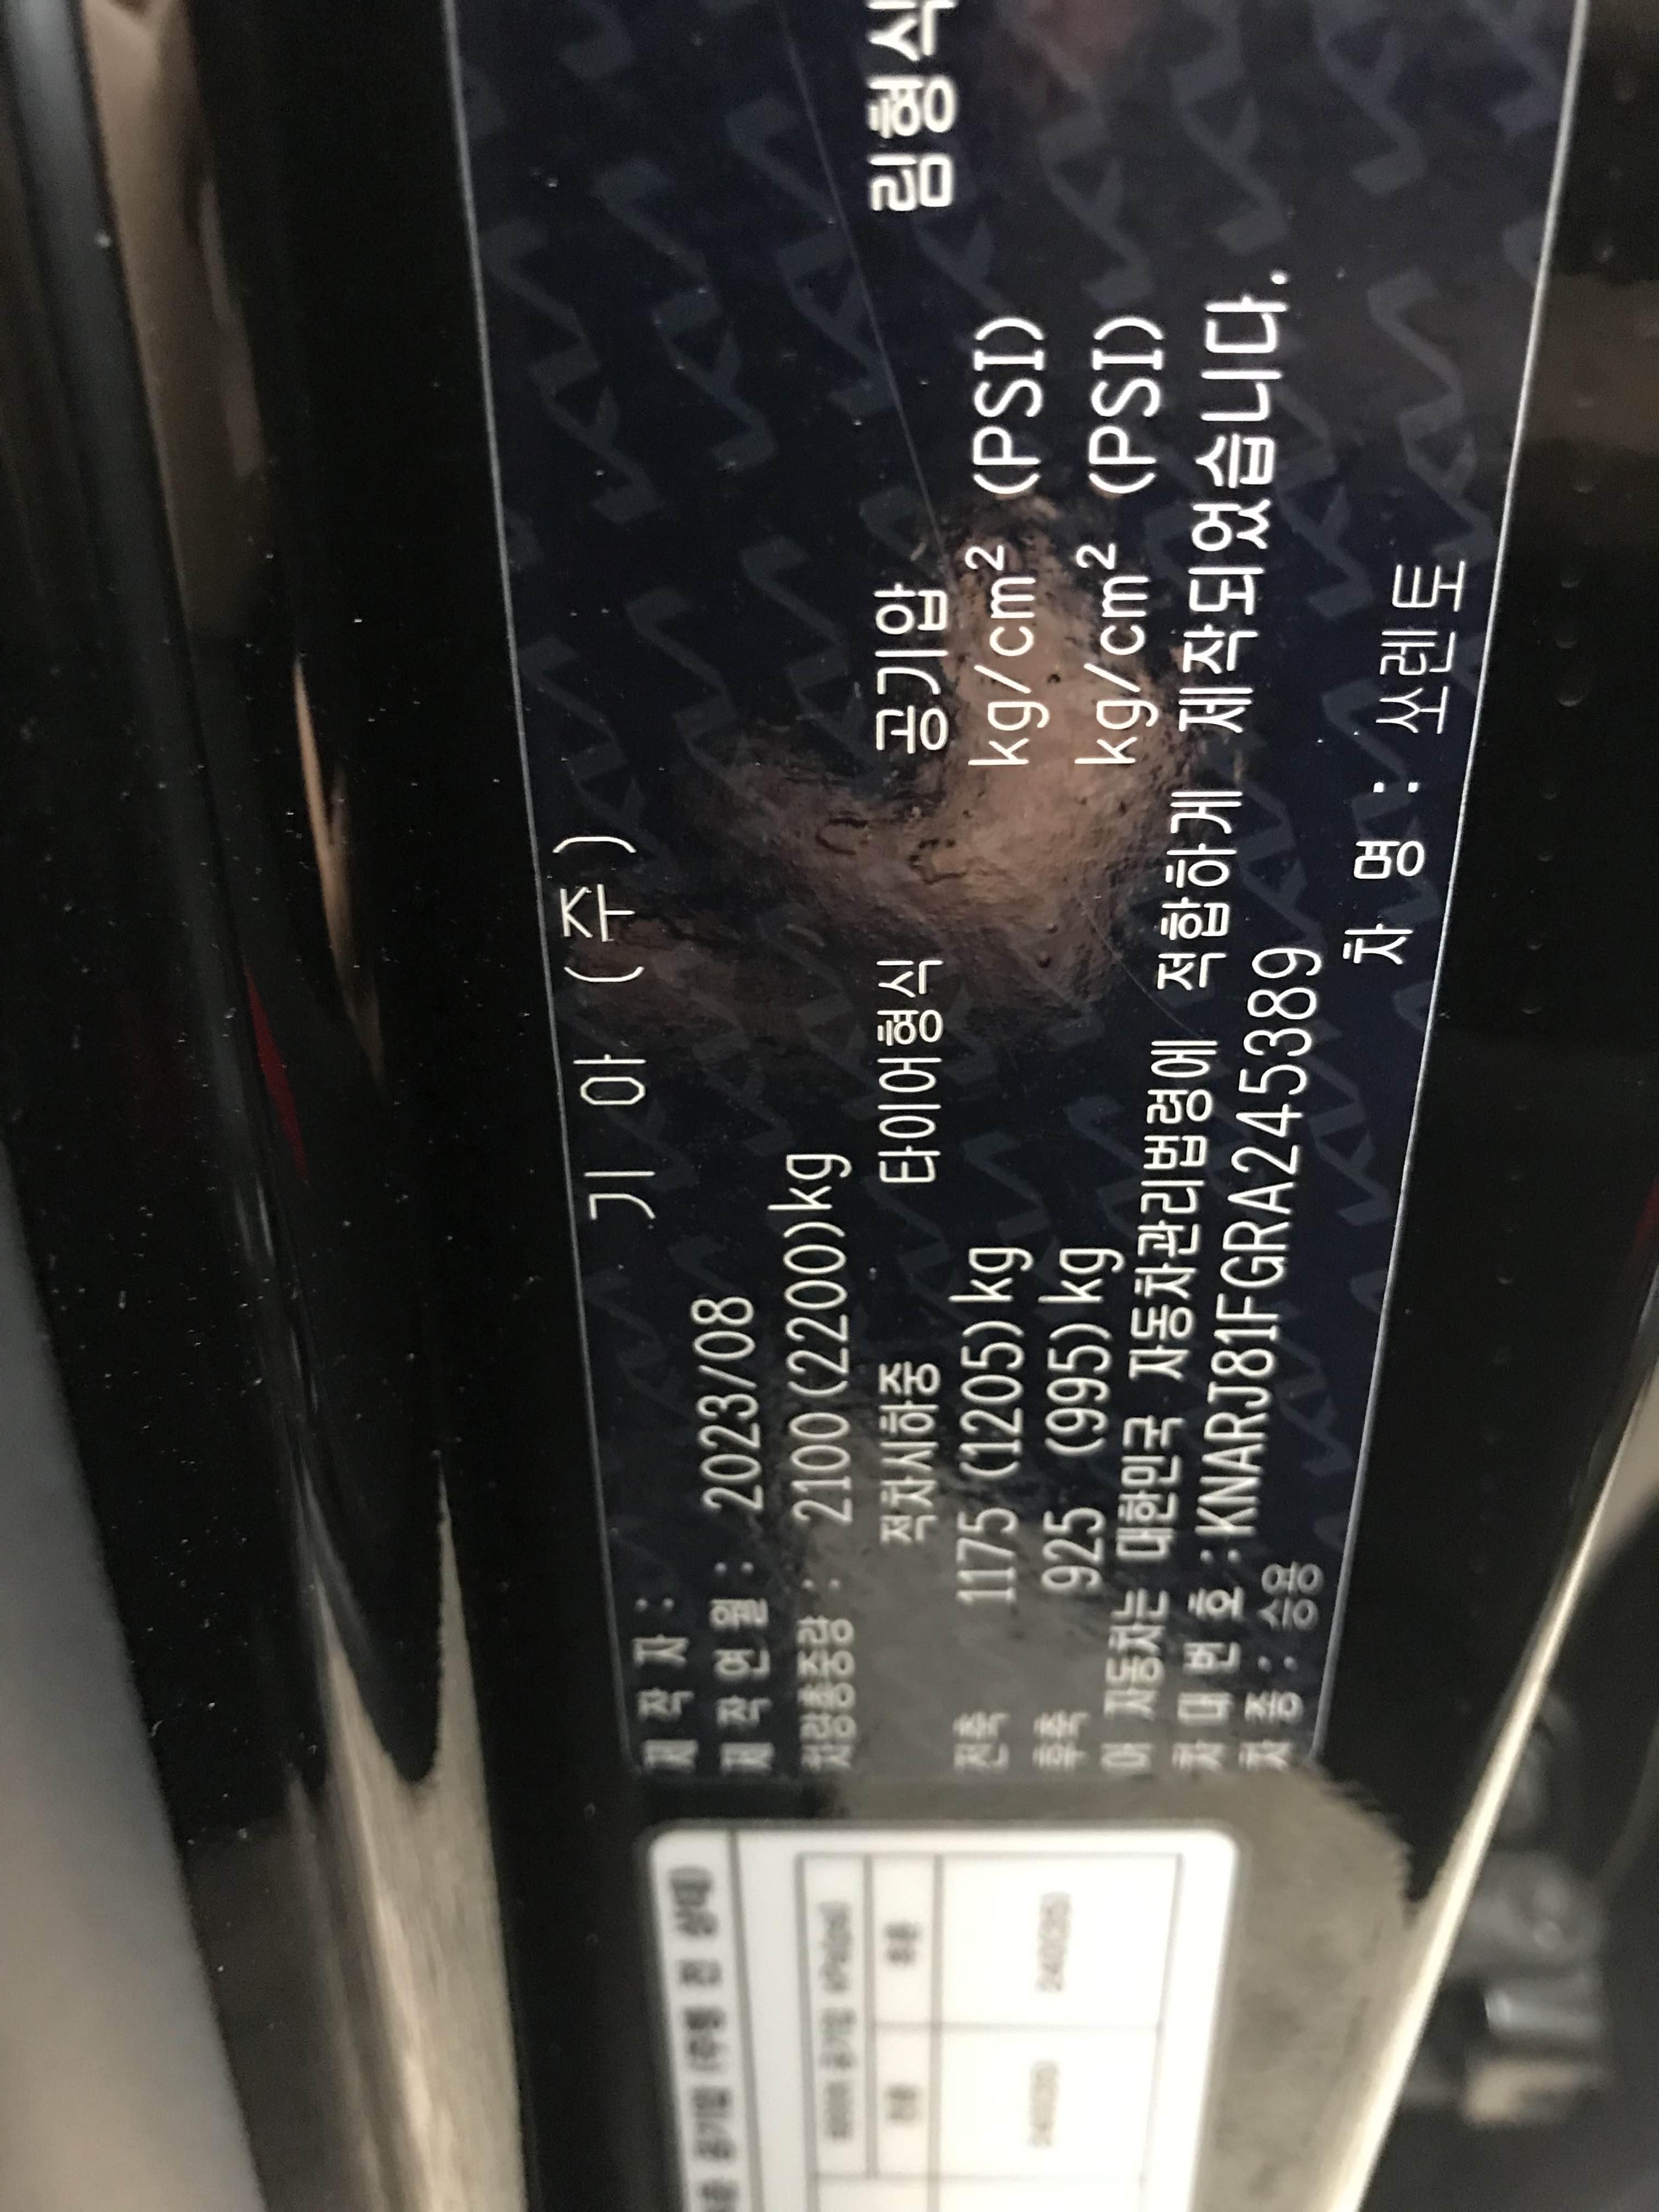 제 작 자 : 기 아 (주)
제 작 연 월 : 2023/08
차량총중량 : 2100(2200)kg
적차시하중 타이어형식 공기압 림형식
전축 1175(1205)kg kg/cm² (PSI)
후축 925 (995)kg kg/cm² (PSI)
이 자동차는 대한민국 자동차관리법령에 적합하게 제작되었습니다.
차 대 번 호 :KNARJ81FGRA245389
차 종 : 승용 차 명 : 쏘렌토